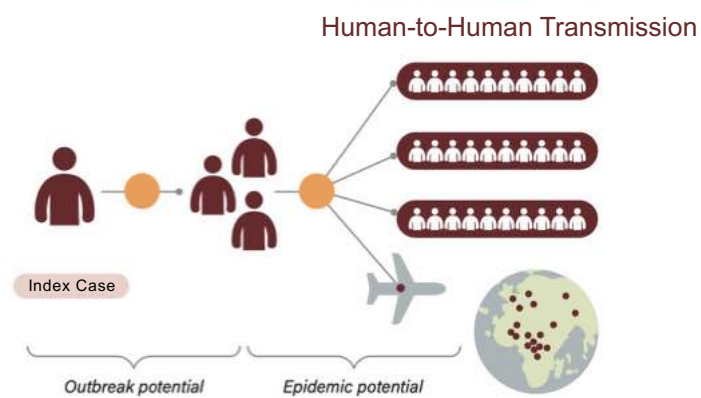 Human-to-Human Transmission
Index Case
Outbreak potential
Epidemic potential